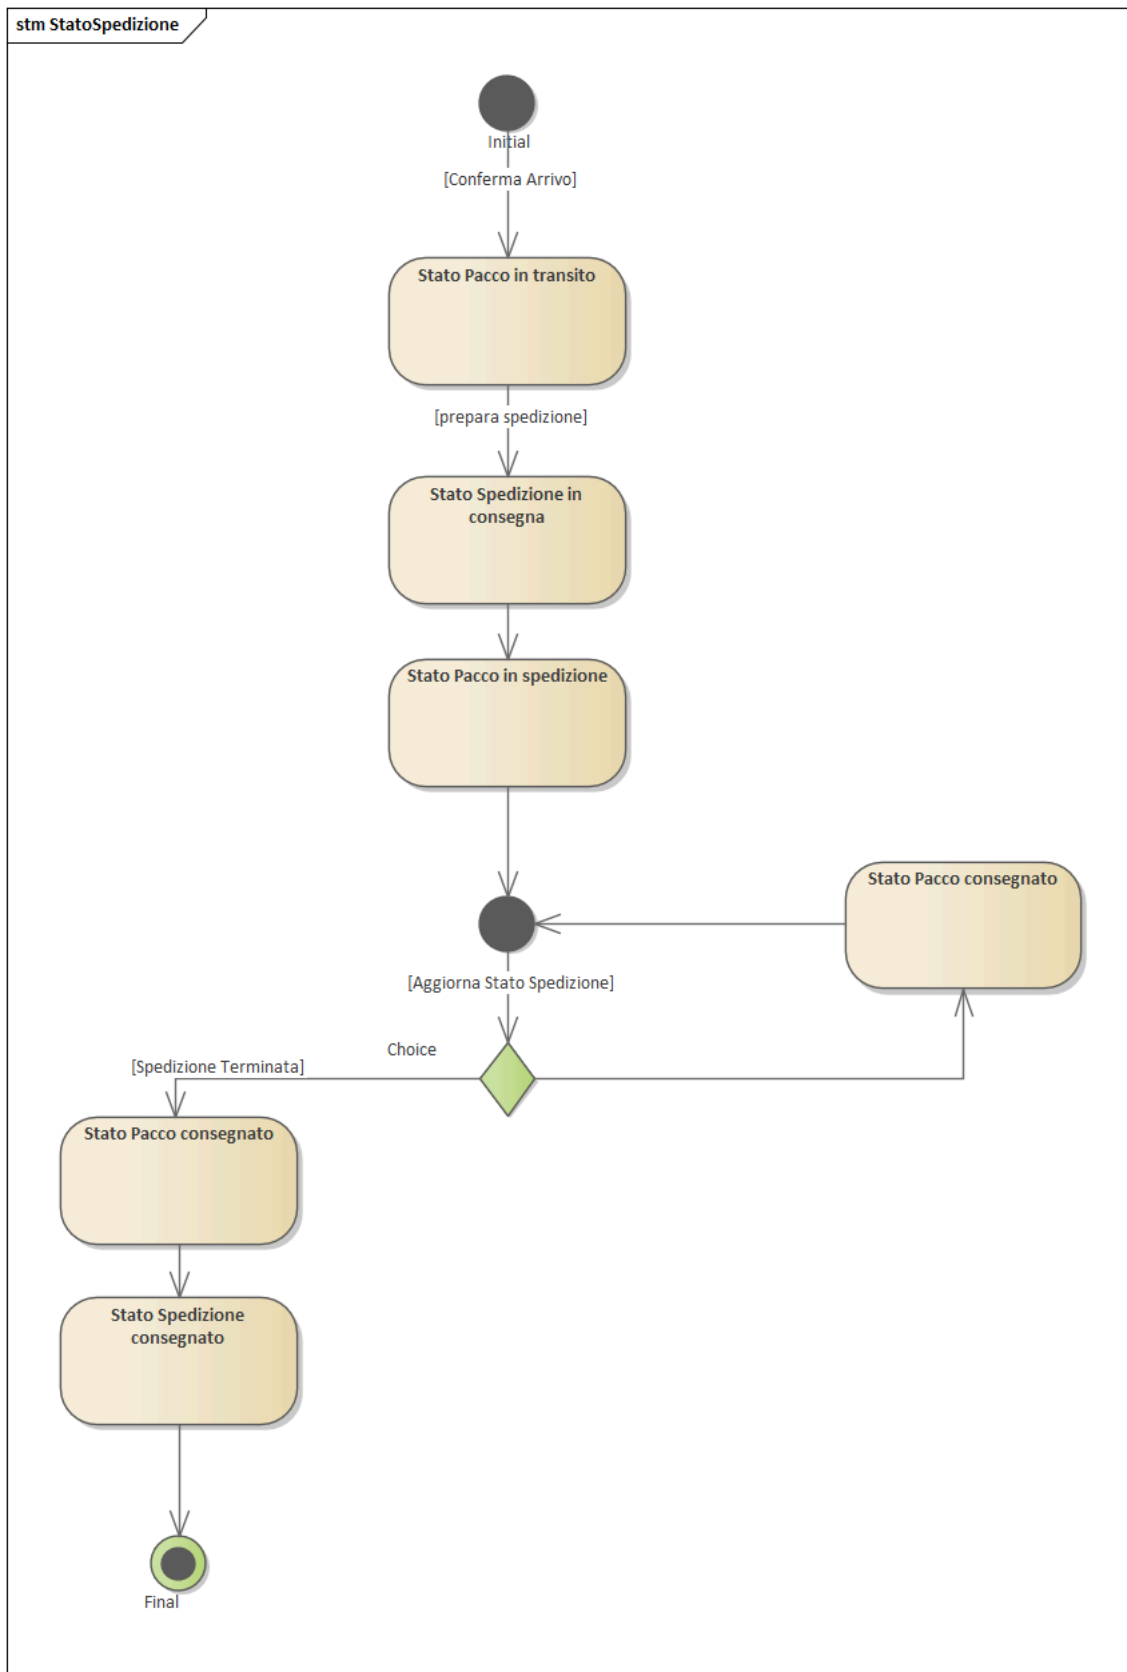 stm StatoSpedizione
Initial
[Conferma Arrivo]
Stato Pacco in transito
[prepara spedizione]
Stato Spedizione in
consegna
Stato Pacco in spedizione
Stato Pacco consegnato
[Aggiorna Stato Spedizione]
Choice
[Spedizione Terminata]
Stato Pacco consegnato
Stato Spedizione
consegnato
Final